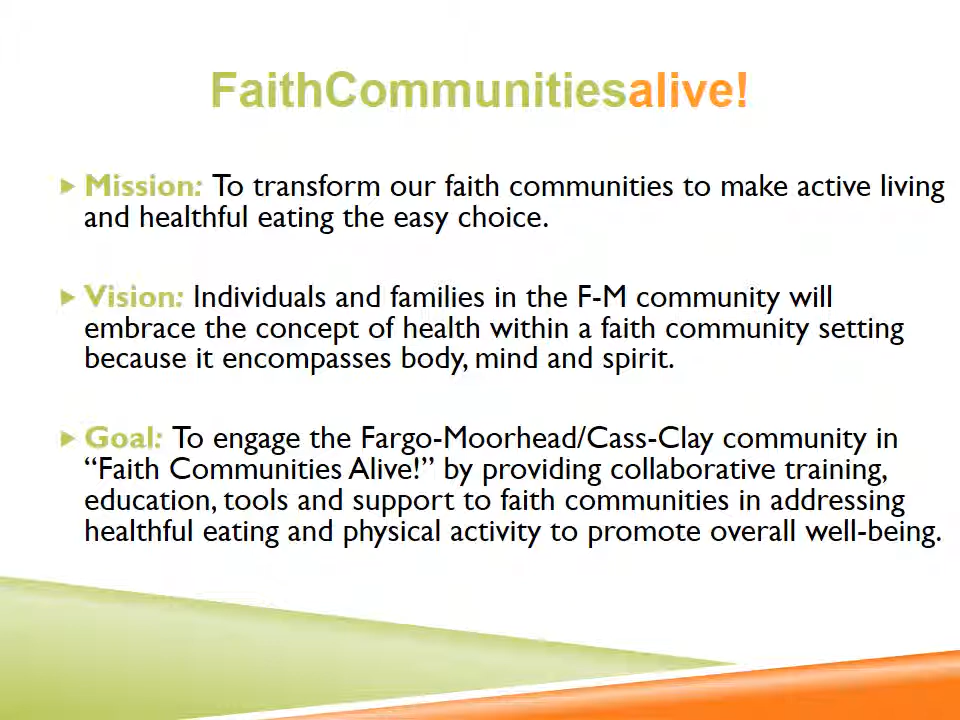 FaithCommunitiesalive!
Mission: To transform our faith communities to make active living
and healthful eating the easy choice.
Vision: Individuals and families in the F-M community will
embrace the concept of health within a faith community setting
because it encompasses body, mind and spirit.
Goal: To engage the Fargo-Moorhead/Cass-Clay community in
“Faith Communities Alive!” by providing collaborative training,
education, tools and support to faith communities in addressing
healthful eating and physical activity to promote overall well-being.